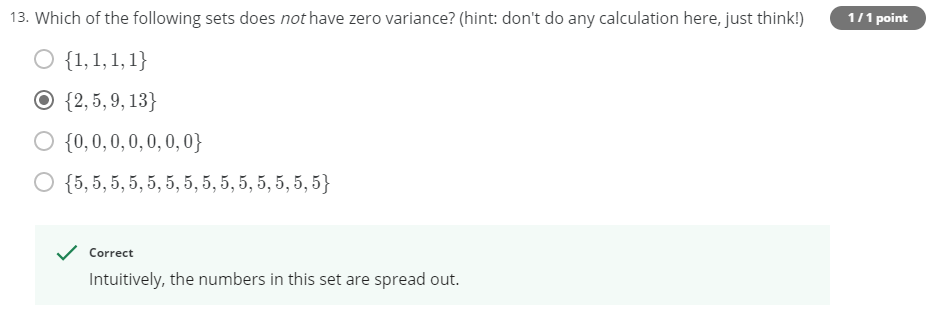 13. Which of the following sets does not have zero variance? (hint: don't do any calculation here, just think!)
1 / 1 point
{1, 1, 1, 1}
{2, 5, 9, 13}
{0, 0, 0, 0, 0, 0, 0}
{5, 5, 5, 5, 5, 5, 5, 5, 5, 5, 5, 5, 5, 5}
Correct
Intuitively, the numbers in this set are spread out.